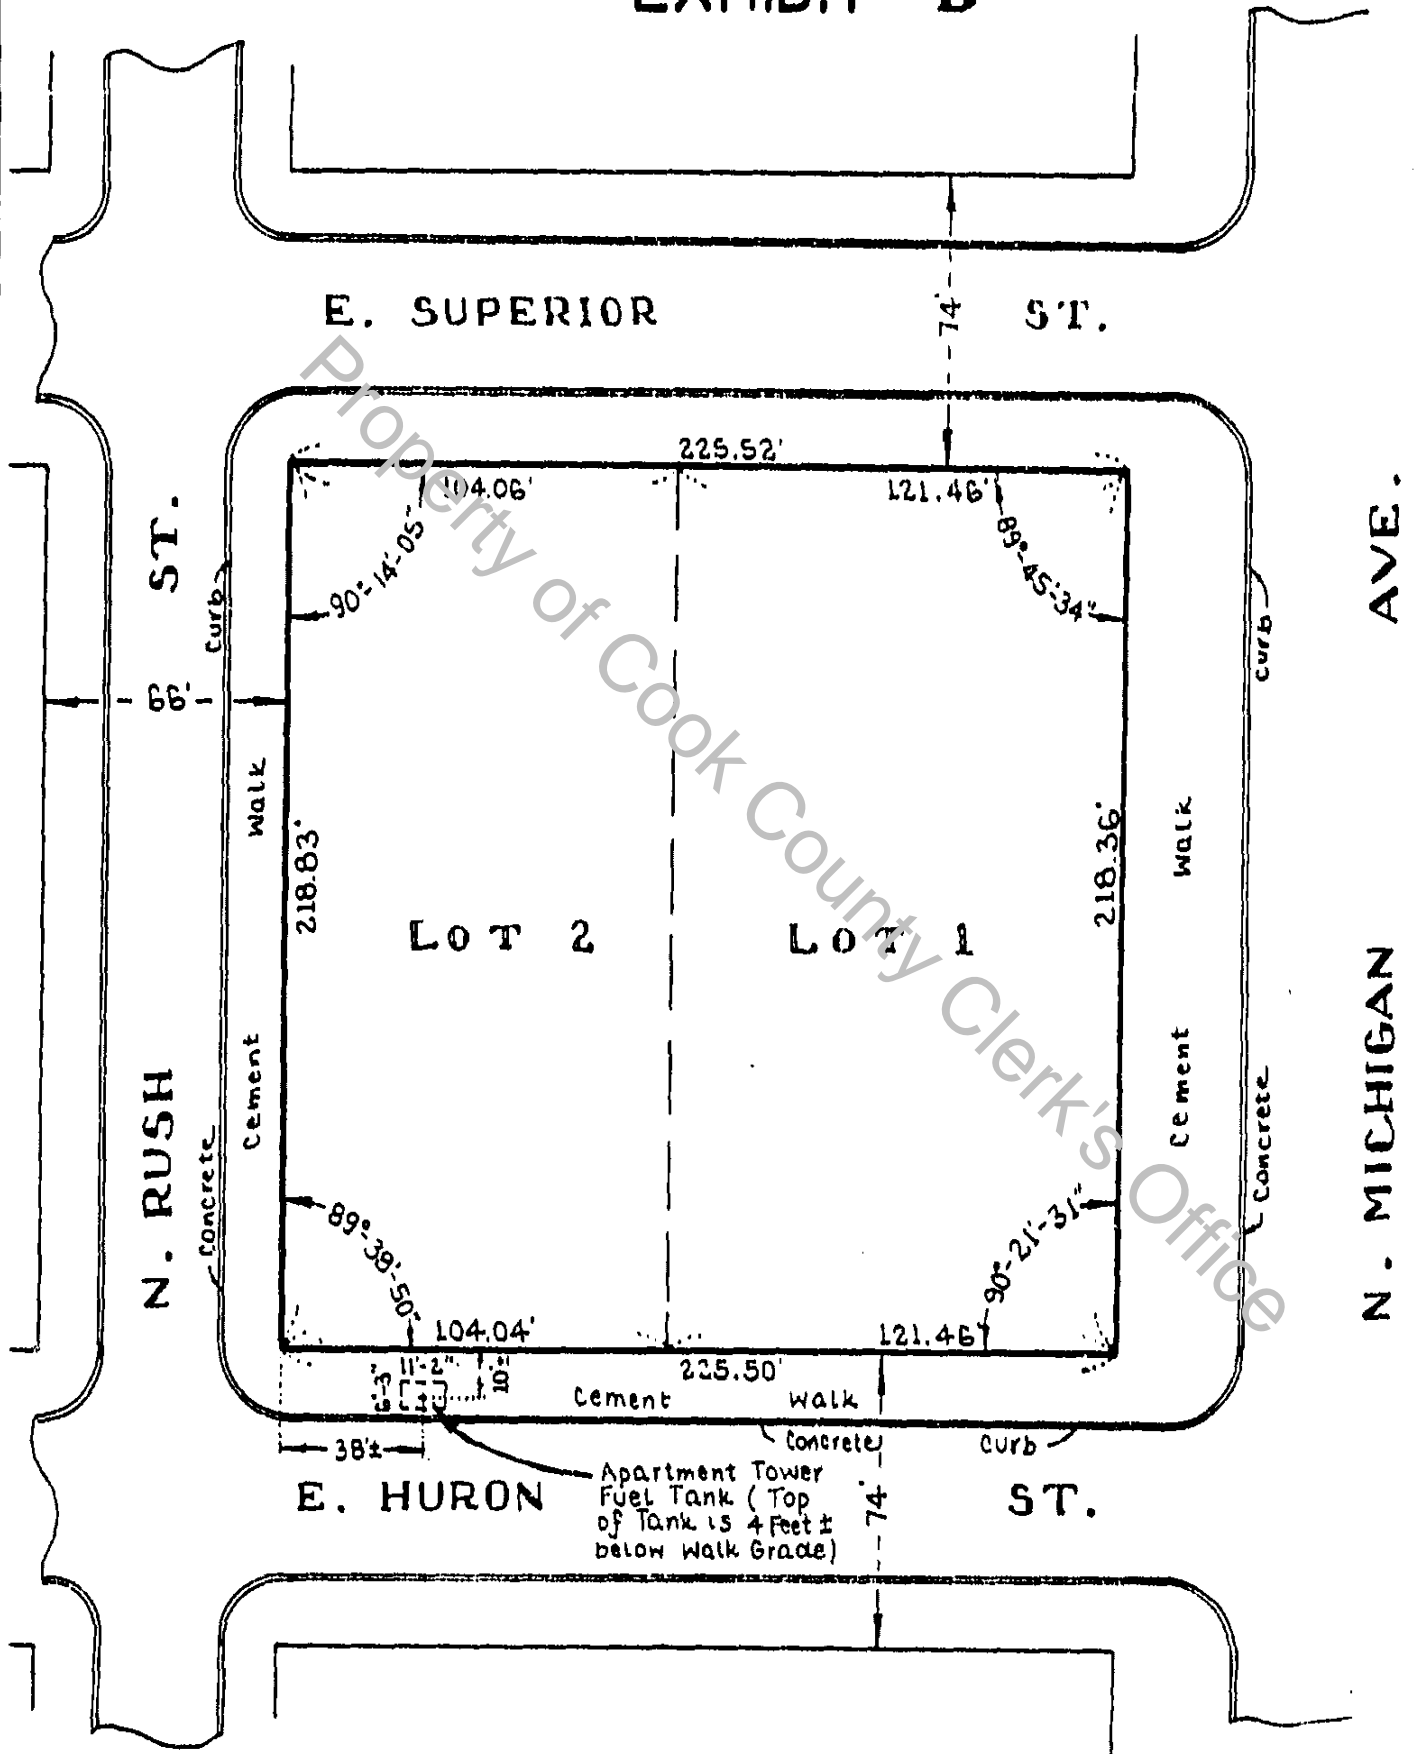 EXHIBIT B
E. SUPERIOR ST.
74'
225.52'
104.06'
121.46'
90°-14'-05"
89°-45'-34"
N. RUSH ST.
Curb
66'
Cement Walk
218.83'
LOT 2
LOT 1
218.36'
Cement Walk
Curb
N. MICHIGAN AVE.
Concrete
Concrete
89°-38'-50"
90°-21'-31"
104.04'
121.46'
225.50'
11'-2"
Cement Walk
Concrete Curb
38'±
Apartment Tower
Fuel Tank (Top
of Tank is 4 Feet ±
below Walk Grade)
E. HURON ST.
74'
Property of Cook County Clerk's Office